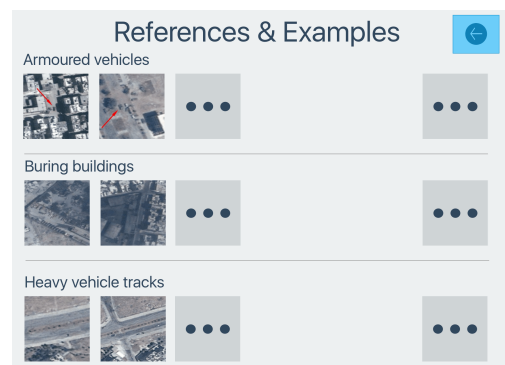 References & Examples
Armoured vehicles
Buring buildings
Heavy vehicle tracks